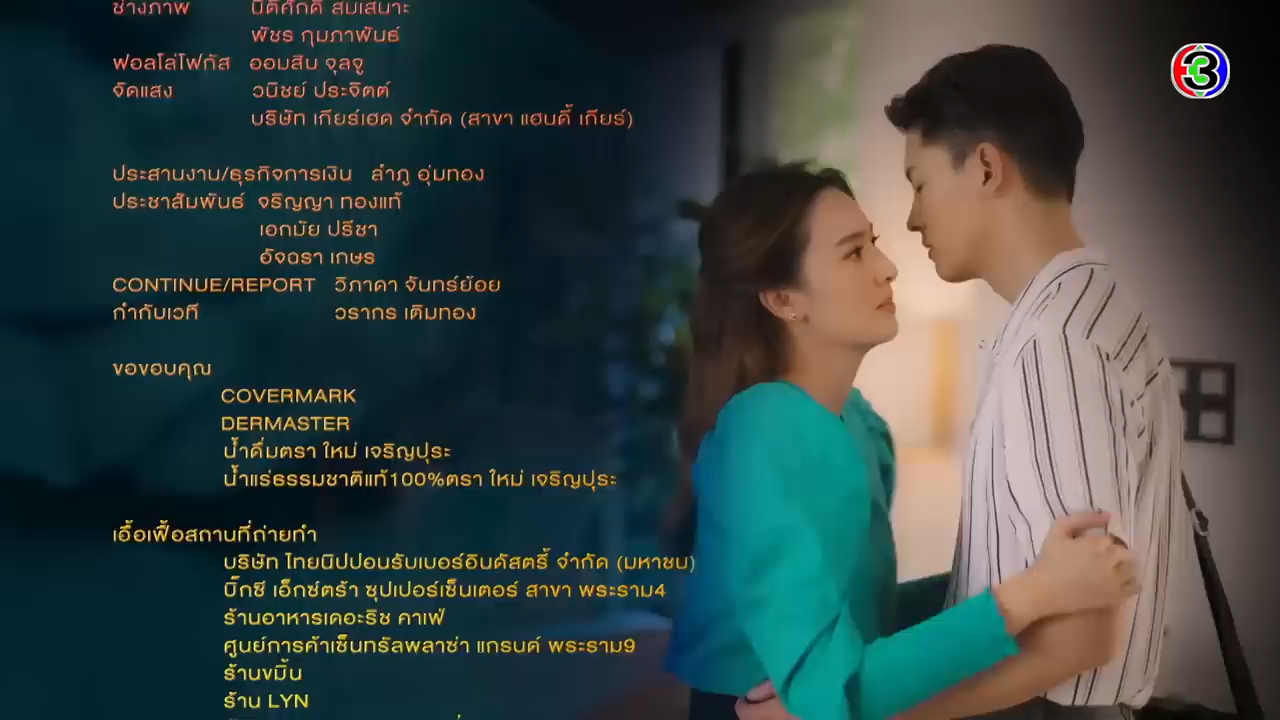 ช่างภาพ นิติศักดิ์ สมเสนาะ
พัชร กุมภาพันธ์
ฟอลโล่โฟกัส ออมสิน จุลจู
จัดแสง วนิชย์ ประจิตต์
บริษัท เกียร์เฮด จำกัด (สาขา แฮนดี้ เกียร์)
ประสานงาน/ธุรกิจการเงิน ลำภู อุ่มทอง
ประชาสัมพันธ์ จริญญา ทองแท้
เอกมัย ปรีชา
อัจฉรา เกษร
CONTINUE/REPORT วิภาดา จันทร์ย้อย
กำกับเวที วรากร เติมทอง
ขอขอบคุณ
COVERMARK
DERMASTER
น้ำดื่มตรา ใหม่ เจริญปุระ
น้ำแร่ธรรมชาติแท้100%ตรา ใหม่ เจริญปุระ
เอื้อเฟื้อสถานที่ถ่ายทำ
บริษัท ไทยนิปปอนรับเบอร์อินดัสตรี้ จำกัด (มหาชน)
บิ๊กซี เอ็กซ์ตร้า ซุปเปอร์เซ็นเตอร์ สาขา พระราม4
ร้านอาหารเดอะริช คาเฟ่
ศูนย์การค้าเซ็นทรัลพลาซ่า แกรนด์ พระราม9
ร้านขมิ้น
ร้าน LYN
3